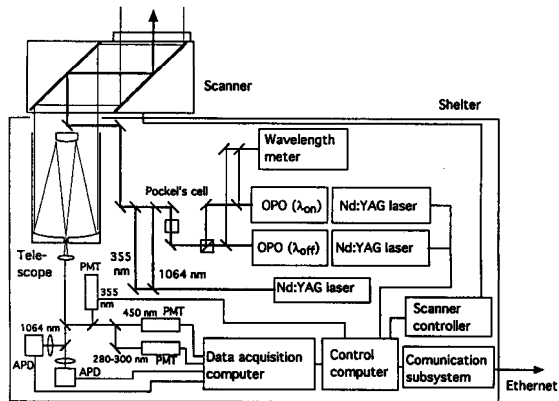 Scanner
Shelter
Wavelength
meter
Pockel's cell
OPO (λon)
Nd:YAG laser
OPO (λoff)
Nd:YAG laser
Tele-
scope
355
nm
1064 nm
Nd:YAG laser
PMT
355
nm
450 nm
PMT
1064 nm
APD
280-300 nm
PMT
APD
Data acquisition
computer
Control
computer
Scanner
controller
Comunication
subsystem
Ethernet